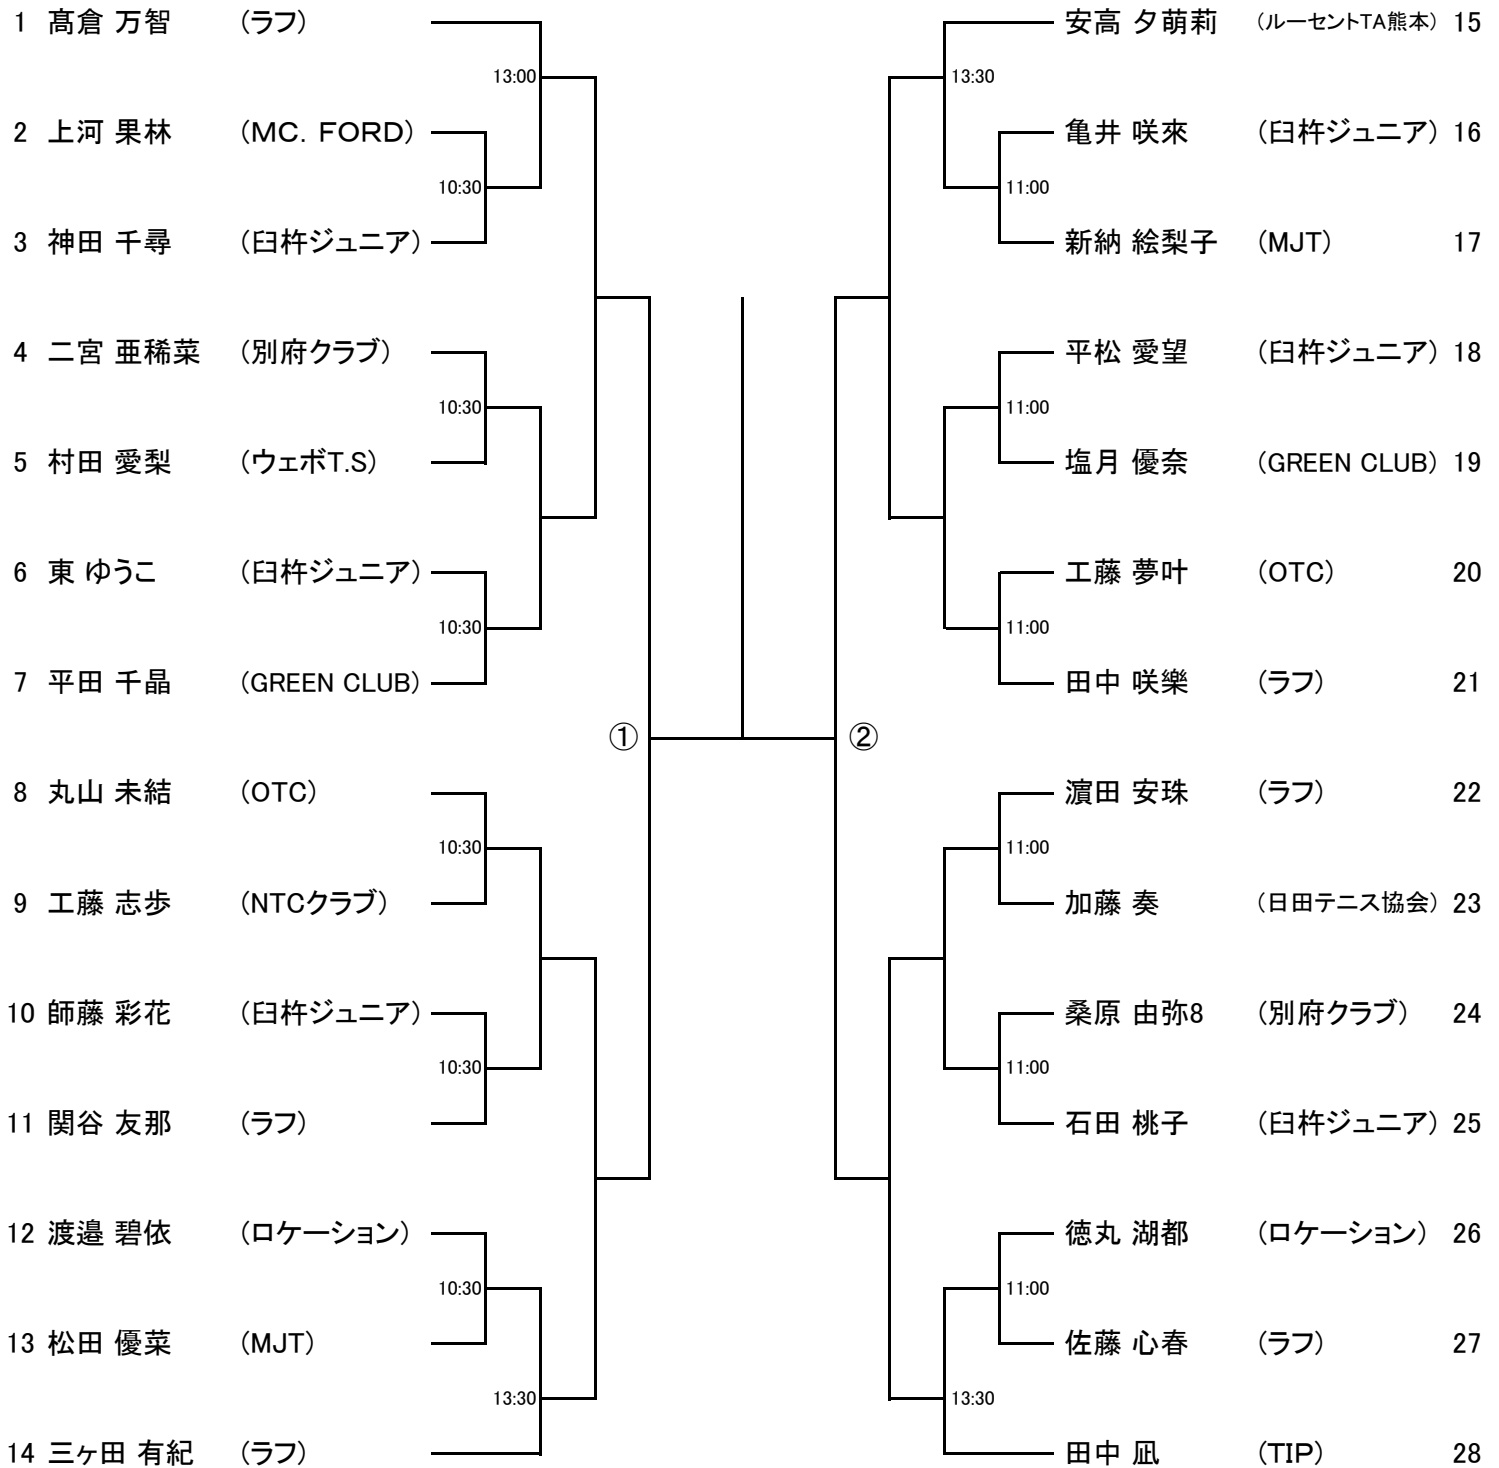 1 髙倉 万智 (ラフ)
13:00
2 上河 果林 (MC. FORD)
10:30
3 神田 千尋 (臼杵ジュニア)
4 二宮 亜稀菜 (別府クラブ)
10:30
5 村田 愛梨 (ウェボT.S)
6 東 ゆうこ (臼杵ジュニア)
10:30
7 平田 千晶 (GREEN CLUB)
①
8 丸山 未結 (OTC)
10:30
9 工藤 志歩 (NTCクラブ)
10 師藤 彩花 (臼杵ジュニア)
10:30
11 関谷 友那 (ラフ)
12 渡邉 碧依 (ロケーション)
10:30
13 松田 優菜 (MJT)
13:30
14 三ヶ田 有紀 (ラフ)
安高 夕萌莉 (ルーセントTA熊本) 15
13:30
亀井 咲來 (臼杵ジュニア) 16
11:00
新納 絵梨子 (MJT) 17
平松 愛望 (臼杵ジュニア) 18
11:00
塩月 優奈 (GREEN CLUB) 19
工藤 夢叶 (OTC) 20
11:00
田中 咲樂 (ラフ) 21
②
濵田 安珠 (ラフ) 22
11:00
加藤 奏 (日田テニス協会) 23
桑原 由弥8 (別府クラブ) 24
11:00
石田 桃子 (臼杵ジュニア) 25
徳丸 湖都 (ロケーション) 26
11:00
佐藤 心春 (ラフ) 27
13:30
田中 凪 (TIP) 28